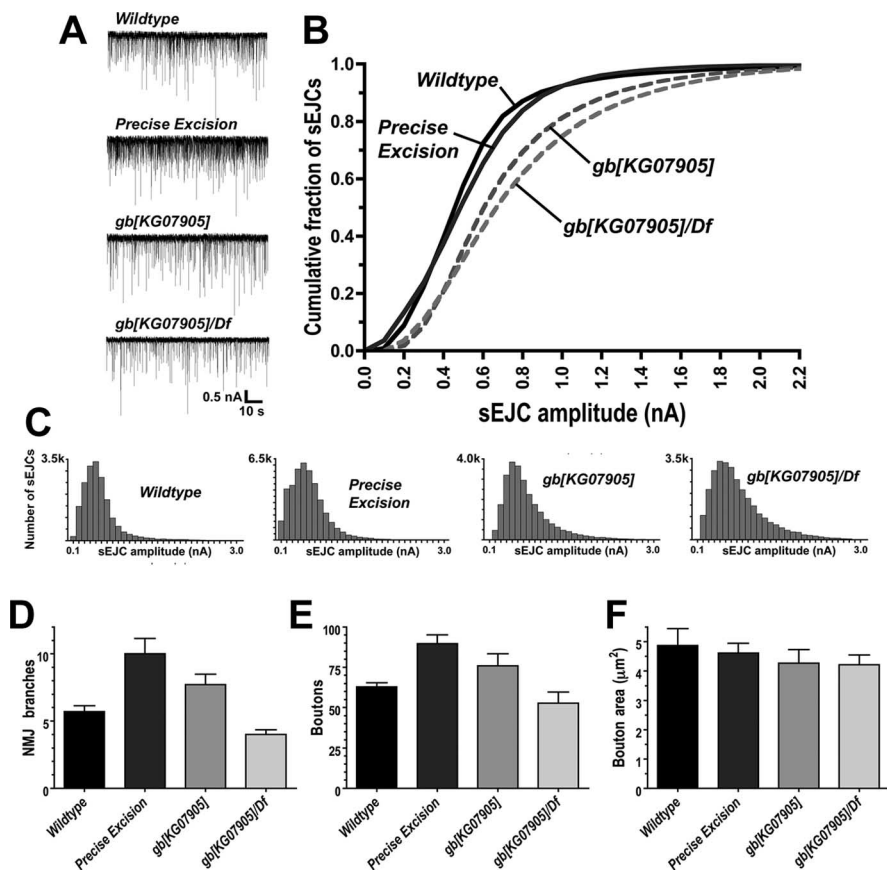 A
Wildtype
Precise Excision
gb[KG07905]
gb[KG07905]/Df
0.5 nA
10 s
B
Cumulative fraction of sEJCs
1.0
0.8
0.6
0.4
0.2
0.0
Wildtype
Precise
Excision
gb[KG07905]
gb[KG07905]/Df
0.0 0.2 0.4 0.6 0.8 1.0 1.2 1.4 1.6 1.8 2.0 2.2
sEJC amplitude (nA)
C
Number of sEJCs
3.5k
Wildtype
0.1 3.0
sEJC amplitude (nA)
6.5k
Precise
Excision
0.1 3.0
sEJC amplitude (nA)
4.0k
gb[KG07905]
0.1 3.0
sEJC amplitude (nA)
3.5k
gb[KG07905]/Df
0.1 3.0
sEJC amplitude (nA)
D
NMJ branches
10
5
0
Wildtype
Precise Excision
gb[KG07905]
gb[KG07905]/Df
E
Boutons
100
75
50
25
0
Wildtype
Precise Excision
gb[KG07905]
gb[KG07905]/Df
F
Bouton area (μm²)
5
4
3
2
1
0
Wildtype
Precise Excision
gb[KG07905]
gb[KG07905]/Df